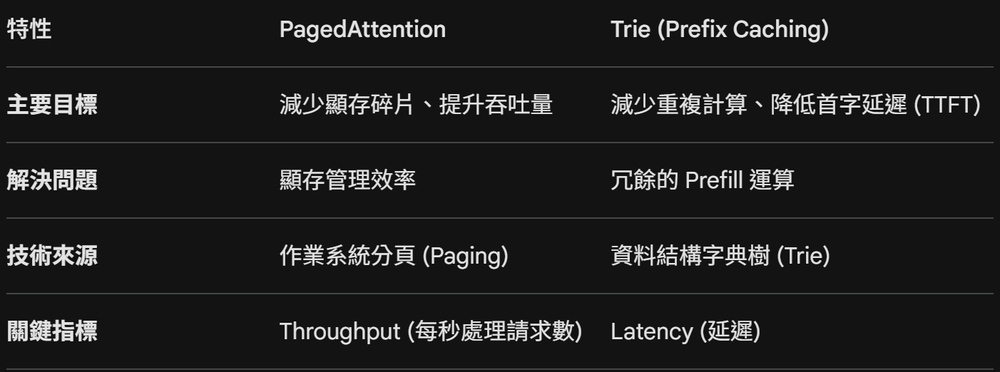 特性 PagedAttention Trie (Prefix Caching)
主要目標 減少顯存碎片、提升吞吐量 減少重複計算、降低首字延遲 (TTFT)
解決問題 顯存管理效率 冗餘的 Prefill 運算
技術來源 作業系統分頁 (Paging) 資料結構字典樹 (Trie)
關鍵指標 Throughput (每秒處理請求數) Latency (延遲)